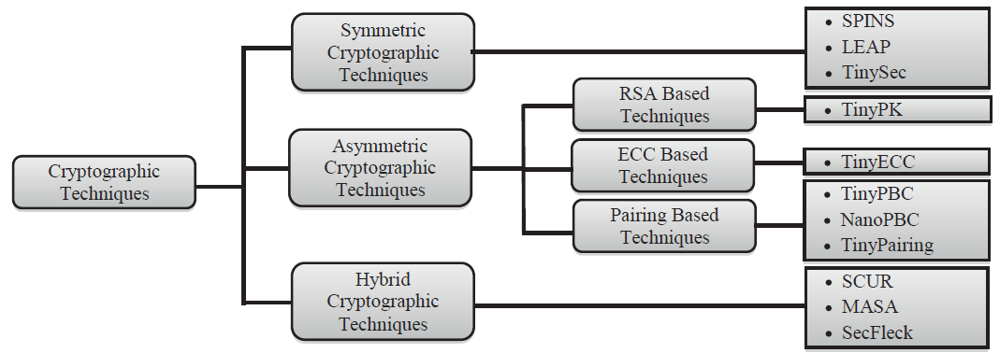 Cryptographic
Techniques
Symmetric
Cryptographic
Techniques
• SPINS
• LEAP
• TinySec
Asymmetric
Cryptographic
Techniques
RSA Based
Techniques
• TinyPK
ECC Based
Techniques
• TinyECC
Pairing Based
Techniques
• TinyPBC
• NanoPBC
• TinyPairing
Hybrid
Cryptographic
Techniques
• SCUR
• MASA
• SecFleck